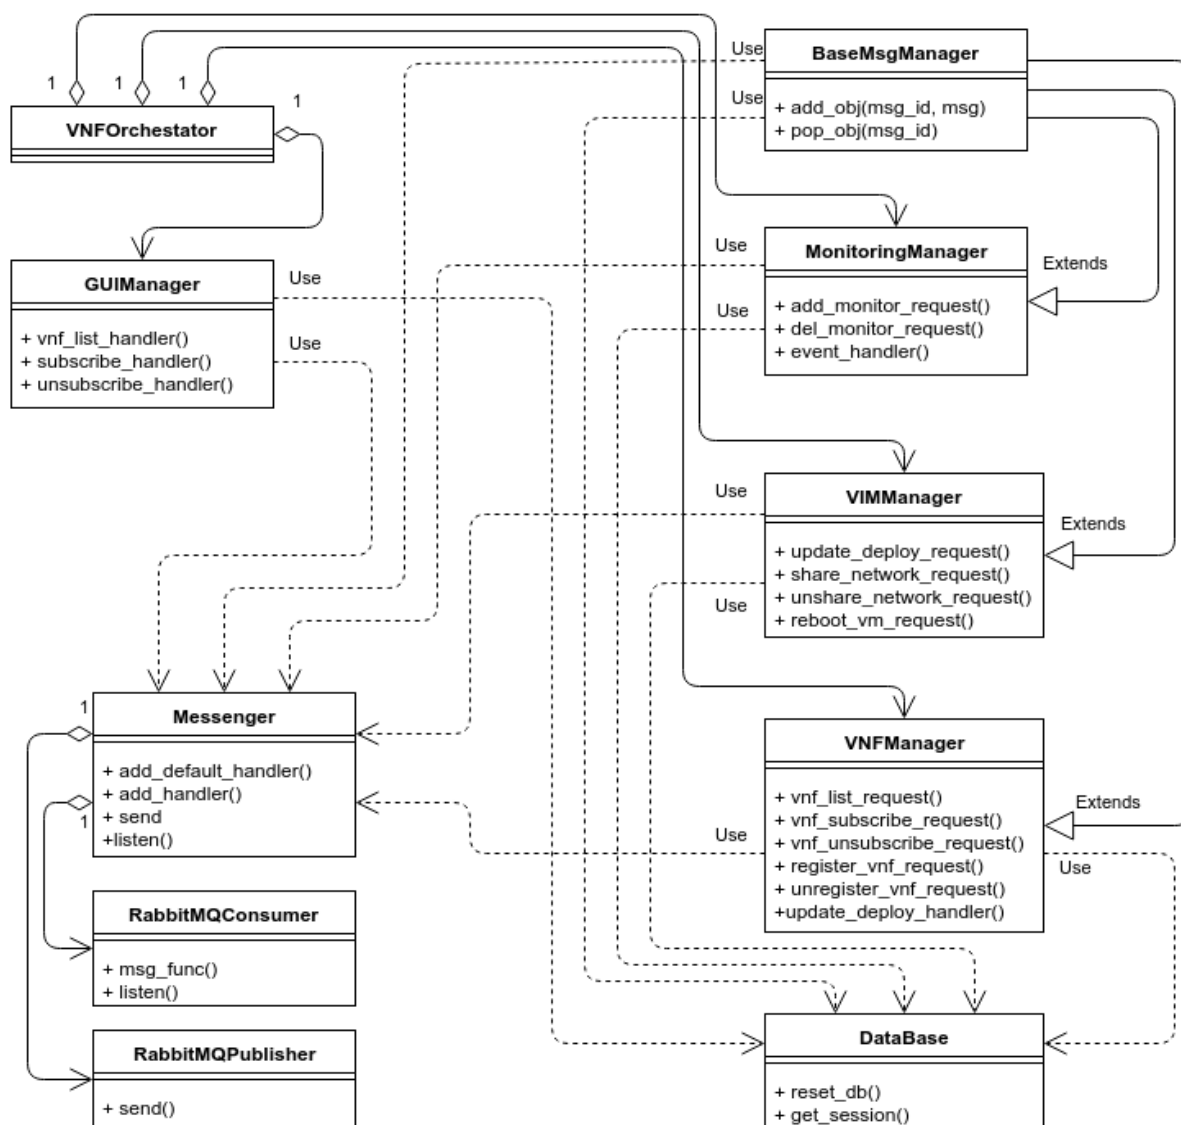 1
1
1
1
VNFOrchestator
Use
Use
BaseMsgManager
+ add_obj(msg_id, msg)
+ pop_obj(msg_id)
GUIManager
+ vnf_list_handler()
+ subscribe_handler()
+ unsubscribe_handler()
Use
Use
Use
Use
MonitoringManager
+ add_monitor_request()
+ del_monitor_request()
+ event_handler()
Extends
Use
Use
VIMManager
+ update_deploy_request()
+ share_network_request()
+ unshare_network_request()
+ reboot_vm_request()
Extends
1
1
Messenger
+ add_default_handler()
+ add_handler()
+ send
+listen()
Use
VNFManager
+ vnf_list_request()
+ vnf_subscribe_request()
+ vnf_unsubscribe_request()
+ register_vnf_request()
+ unregister_vnf_request()
+update_deploy_handler()
Extends
Use
RabbitMQConsumer
+ msg_func()
+ listen()
RabbitMQPublisher
+ send()
DataBase
+ reset_db()
+ get_session()